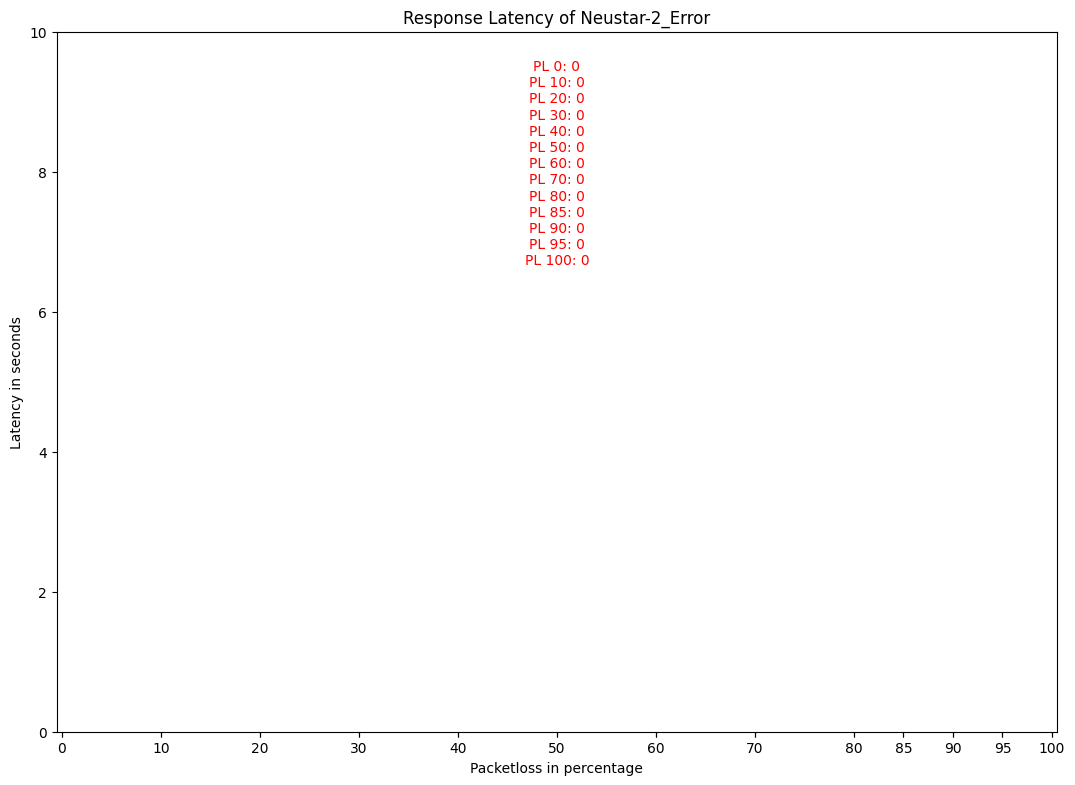 Response Latency of Neustar-2_Error
10
PL 0: 0
PL 10: 0
PL 20: 0
PL 30: 0
PL 40: 0
PL 50: 0
PL 60: 0
PL 70: 0
PL 80: 0
PL 85: 0
PL 90: 0
PL 95: 0
PL 100: 0
8
6
4
2
0
Latency in seconds
0 10 20 30 40 50 60 70 80 85 90 95 100
Packetloss in percentage